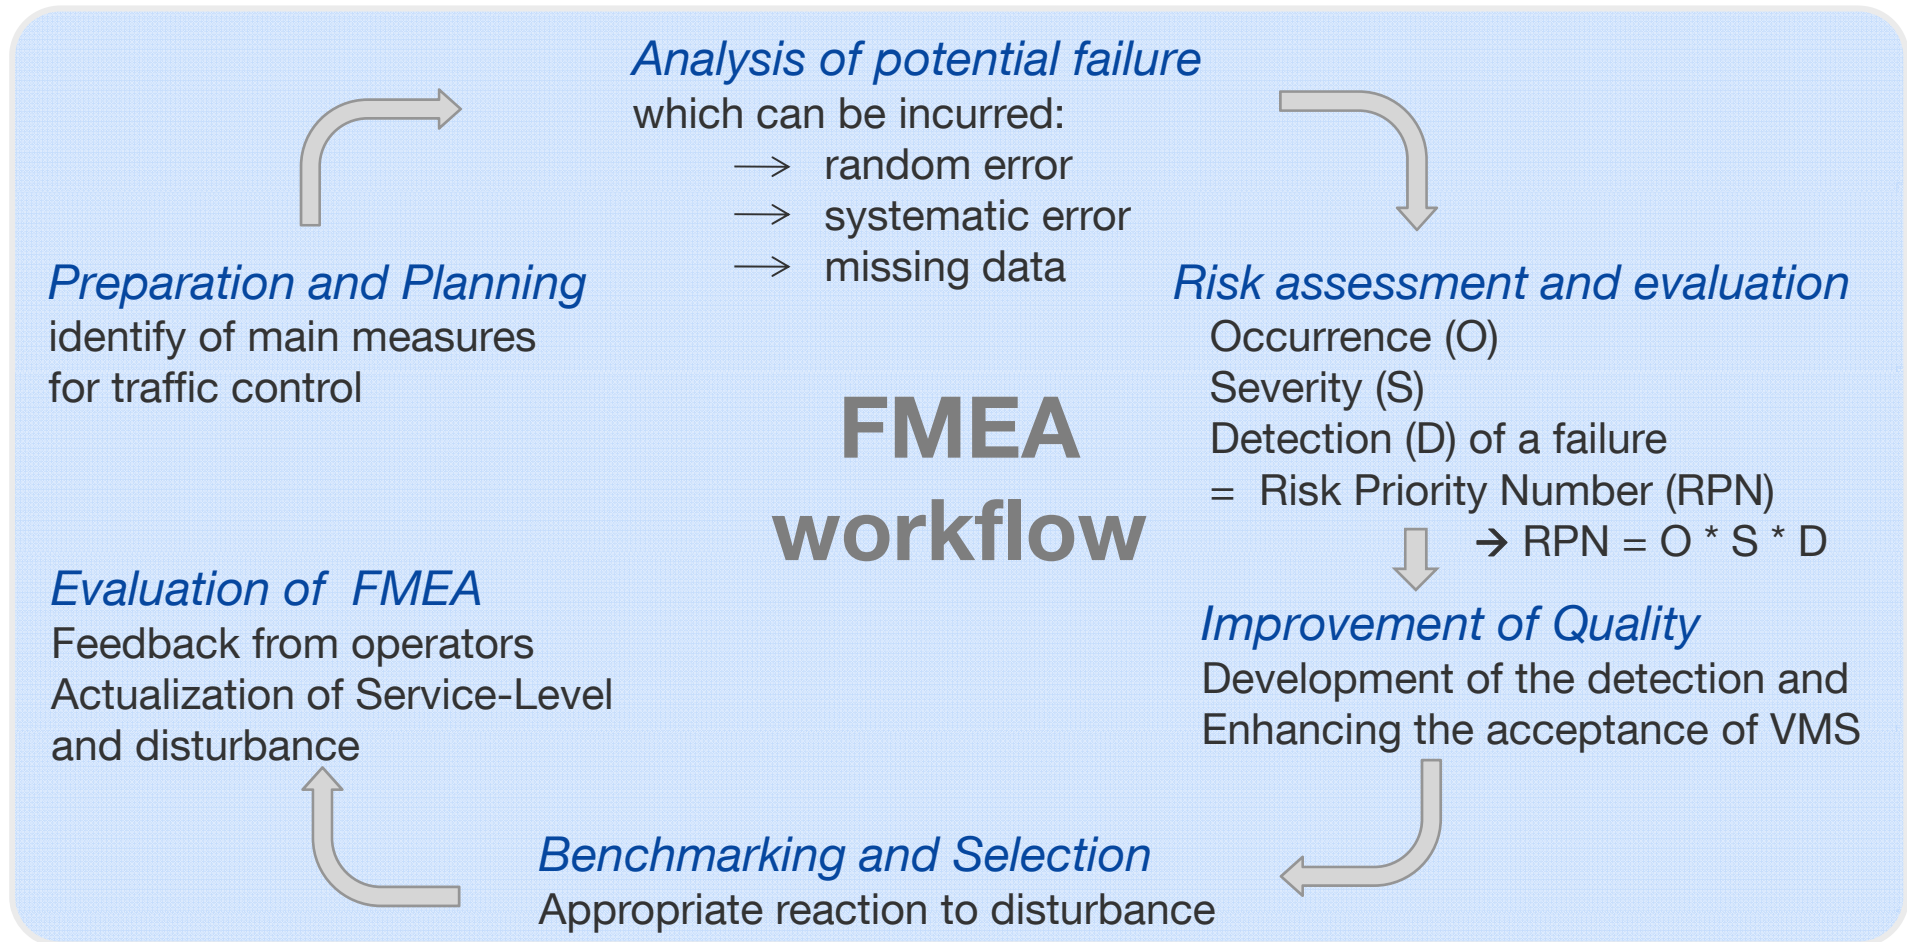 Analysis of potential failure
which can be incurred:
→ random error
→ systematic error
→ missing data
Preparation and Planning
identify of main measures
for traffic control
Risk assessment and evaluation
Occurrence (O)
Severity (S)
Detection (D) of a failure
= Risk Priority Number (RPN)
→ RPN = O * S * D
FMEA
workflow
Improvement of Quality
Development of the detection and
Enhancing the acceptance of VMS
Evaluation of FMEA
Feedback from operators
Actualization of Service-Level
and disturbance
Benchmarking and Selection
Appropriate reaction to disturbance